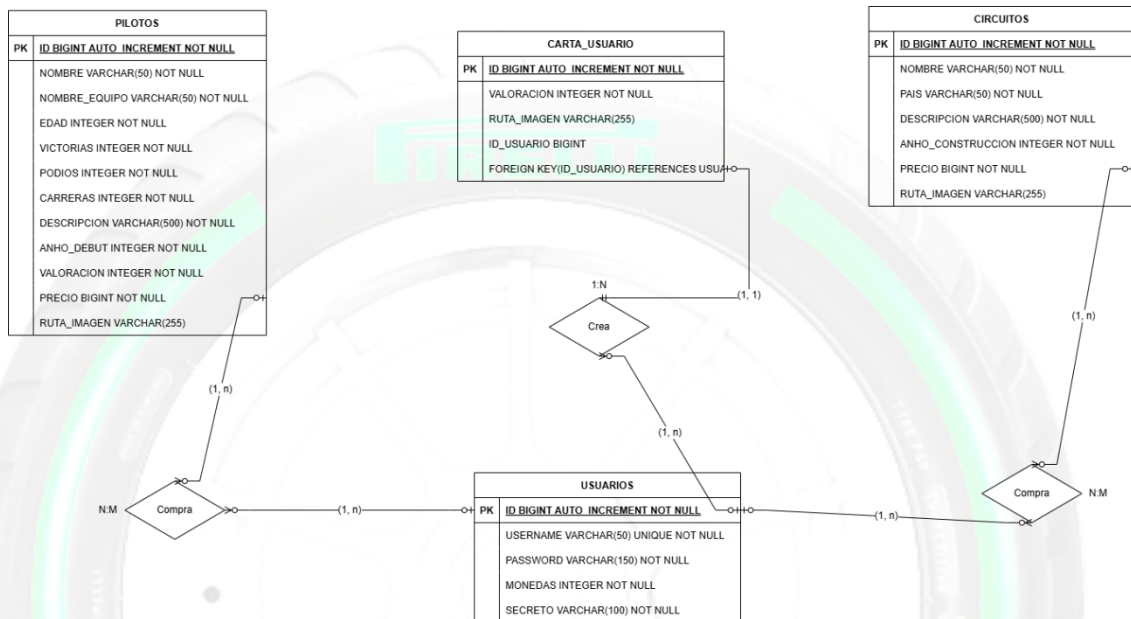 PILOTOS
PK ID BIGINT AUTO_INCREMENT NOT NULL
NOMBRE VARCHAR(50) NOT NULL
NOMBRE_EQUIPO VARCHAR(50) NOT NULL
EDAD INTEGER NOT NULL
VICTORIAS INTEGER NOT NULL
PODIOS INTEGER NOT NULL
CARRERAS INTEGER NOT NULL
DESCRIPCION VARCHAR(500) NOT NULL
ANHO_DEBUT INTEGER NOT NULL
VALORACION INTEGER NOT NULL
PRECIO BIGINT NOT NULL
RUTA_IMAGEN VARCHAR(255)
CARTA_USUARIO
PK ID BIGINT AUTO_INCREMENT NOT NULL
VALORACION INTEGER NOT NULL
RUTA_IMAGEN VARCHAR(255)
ID_USUARIO BIGINT
FOREIGN KEY(ID_USUARIO) REFERENCES USUA
CIRCUITOS
PK ID BIGINT AUTO_INCREMENT NOT NULL
NOMBRE VARCHAR(50) NOT NULL
PAIS VARCHAR(50) NOT NULL
DESCRIPCION VARCHAR(500) NOT NULL
ANHO_CONSTRUCCION INTEGER NOT NULL
PRECIO BIGINT NOT NULL
RUTA_IMAGEN VARCHAR(255)
PIRELLI
1:N
(1, 1)
Crea
(1, n)
(1, n)
(1, n)
N:M
Compra
(1, n)
(1, n)
Compra
N:M
USUARIOS
PK ID BIGINT AUTO_INCREMENT NOT NULL
USERNAME VARCHAR(50) UNIQUE NOT NULL
PASSWORD VARCHAR(150) NOT NULL
MONEDAS INTEGER NOT NULL
SECRETO VARCHAR(100) NOT NULL